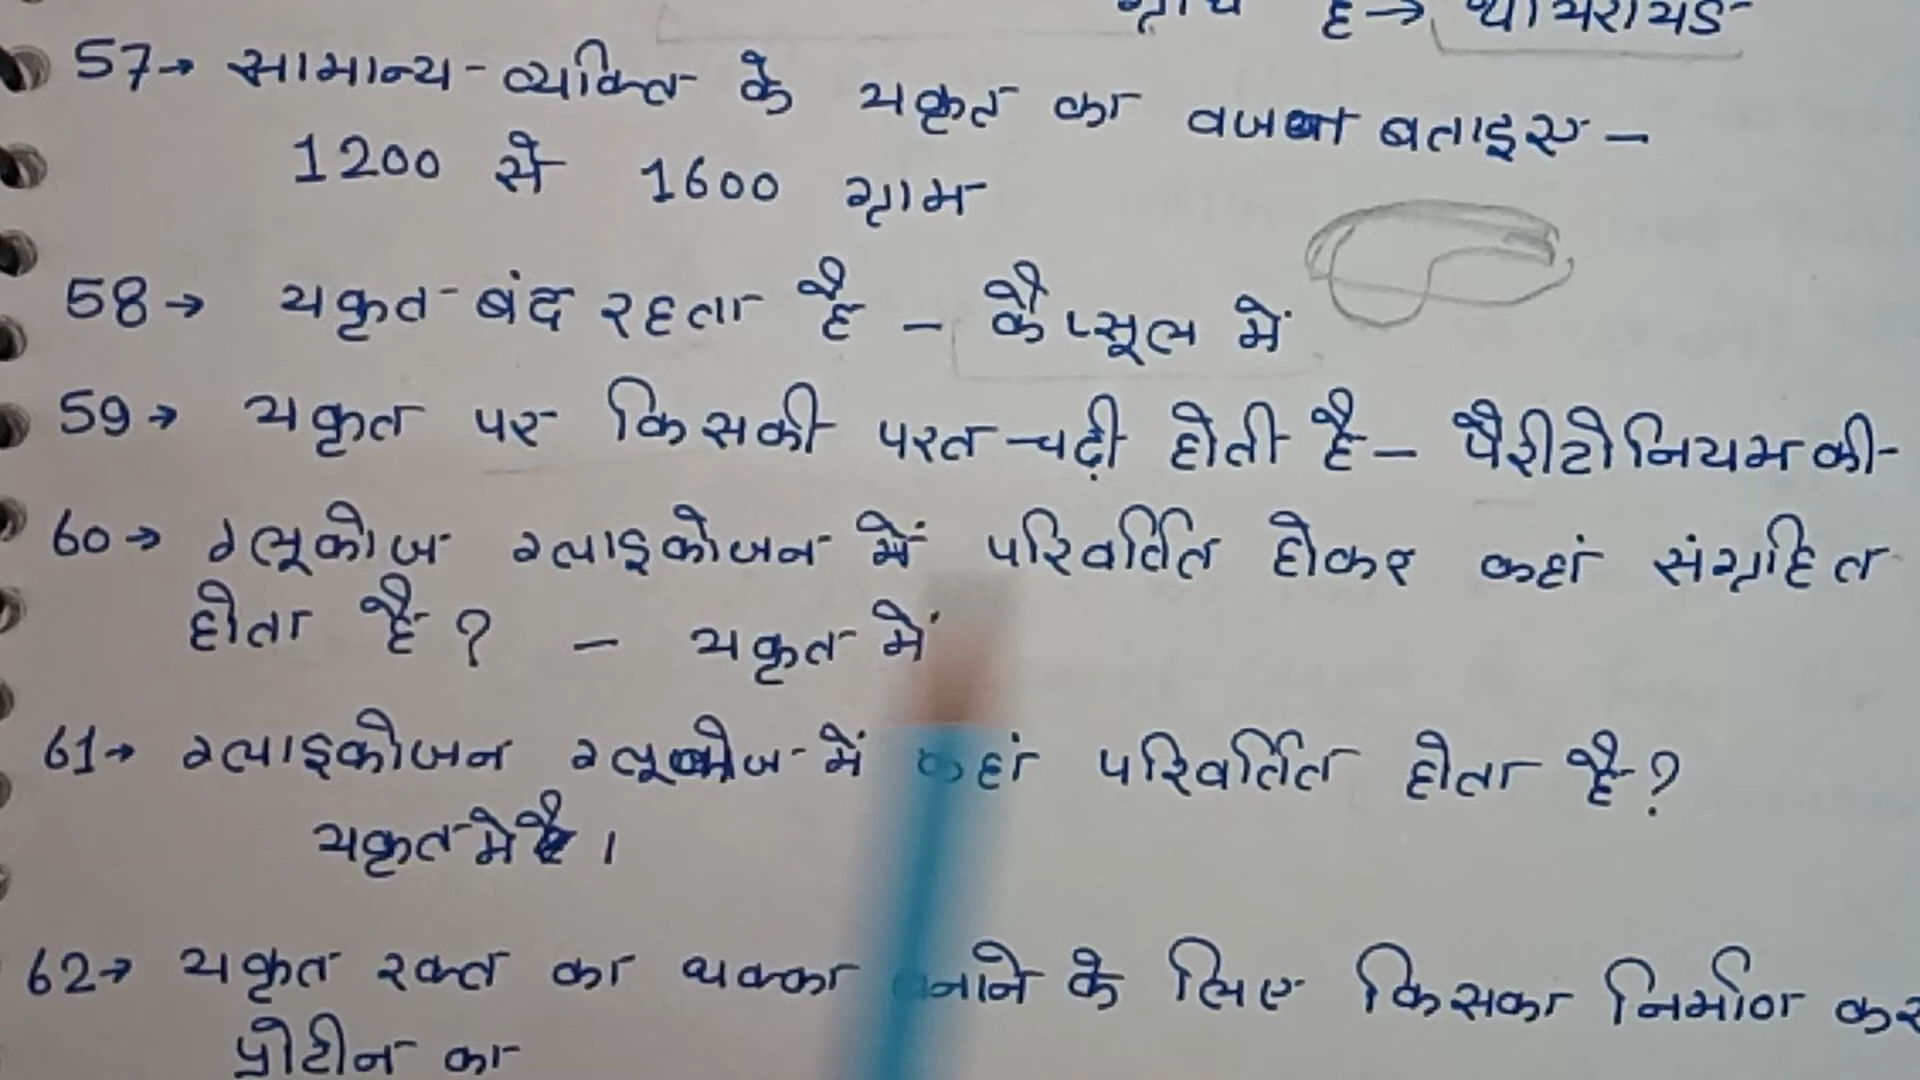 है → थायरायड
57→ सामान्य व्यक्ति के यकृत का वजन बताइए –
1200 से 1600 ग्राम
58→ यकृत बंद रहता है – कैप्सूल में
59→ यकृत पर किसकी परत चढ़ी होती है – पैरीटोनियम की
60→ ग्लूकोज ग्लाइकोजन में परिवर्तित होकर कहां संग्रहित
होता है? – यकृत में
61→ ग्लाइकोजन ग्लूकोज में कहां परिवर्तित होता है?
यकृत मे है।
62→ यकृत रक्त का थक्का बनाने के लिए किसका निर्माण कर
प्रोटीन का